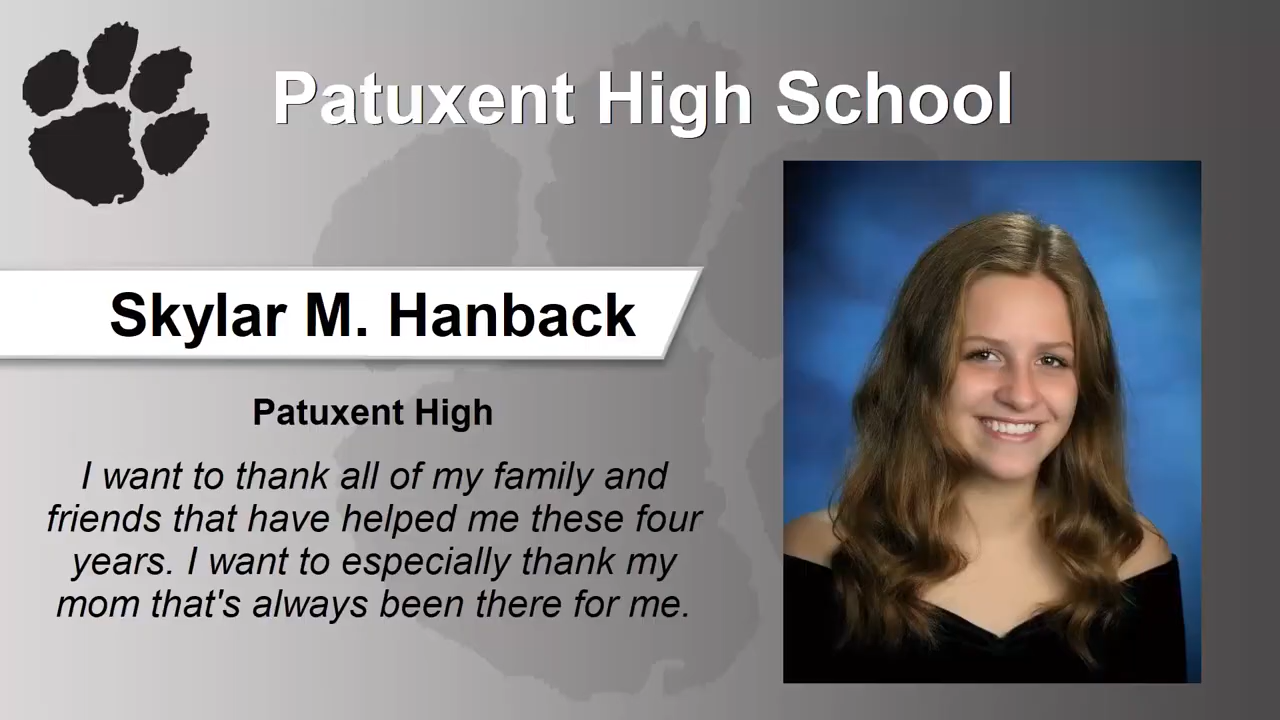 Patuxent High School
Skylar M. Hanback
Patuxent High
I want to thank all of my family and
friends that have helped me these four
years. I want to especially thank my
mom that's always been there for me.